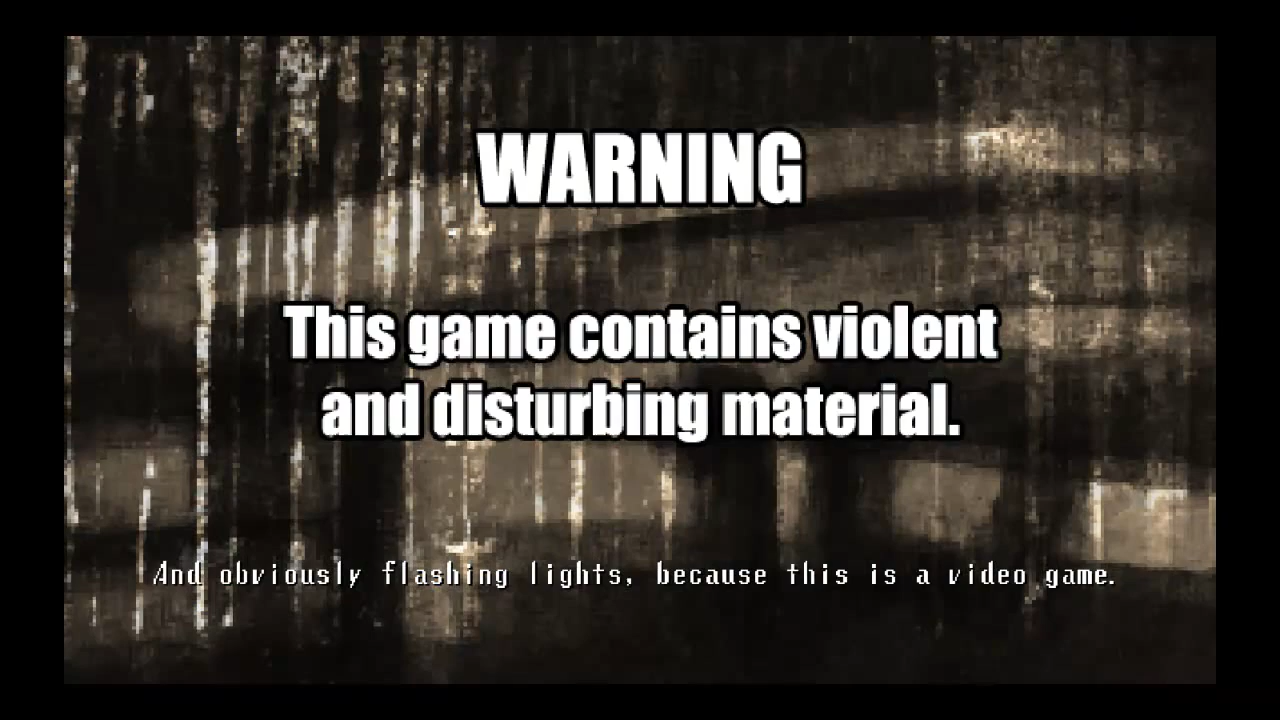 WARNING
This game contains violent
and disturbing material.
And obviously flashing lights, because this is a video game.